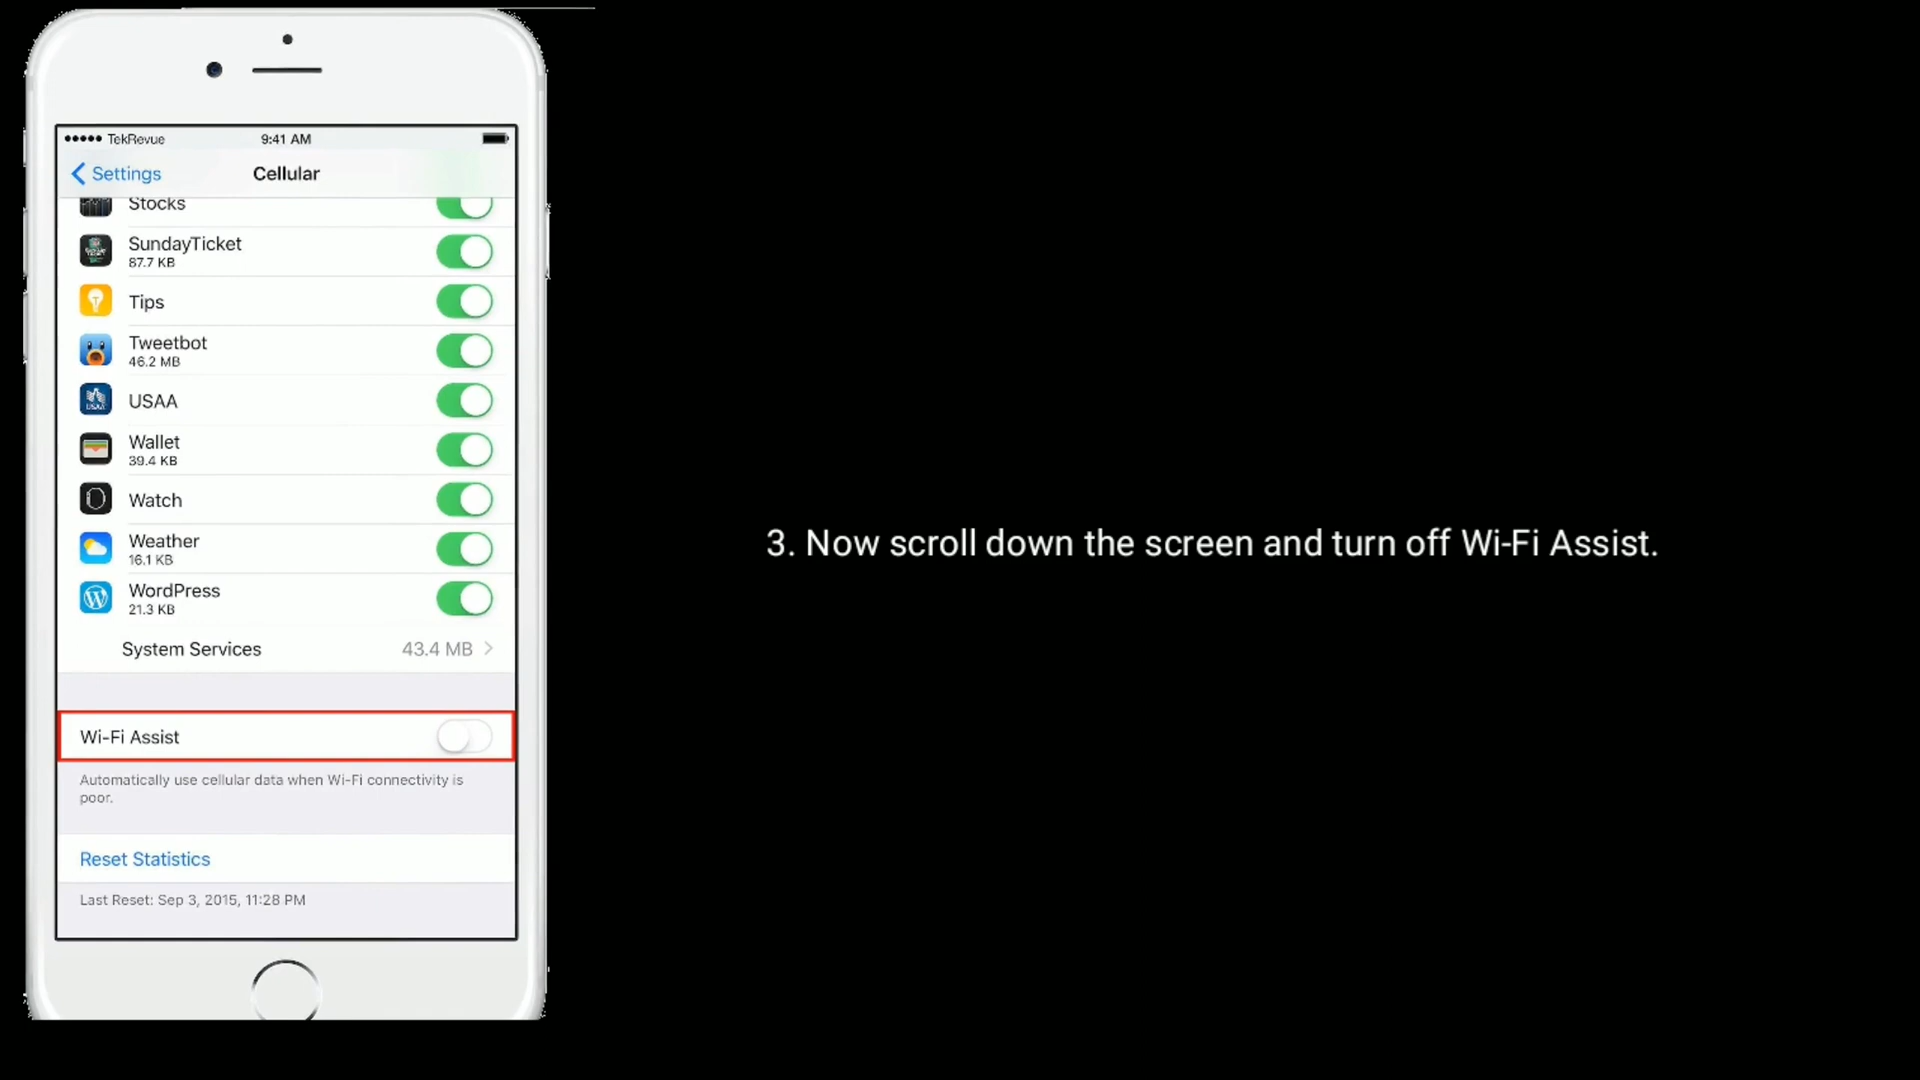 TekRevue
9:41 AM
Settings
Cellular
Stocks
SundayTicket
87.7 KB
Tips
Tweetbot
46.2 MB
USAA
USAA
Wallet
39.4 KB
Watch
Weather
16.1 KB
WordPress
21.3 KB
System Services 43.4 MB
Wi-Fi Assist
Automatically use cellular data when Wi-Fi connectivity is
poor.
Reset Statistics
Last Reset: Sep 3, 2015, 11:28 PM
3. Now scroll down the screen and turn off Wi-Fi Assist.